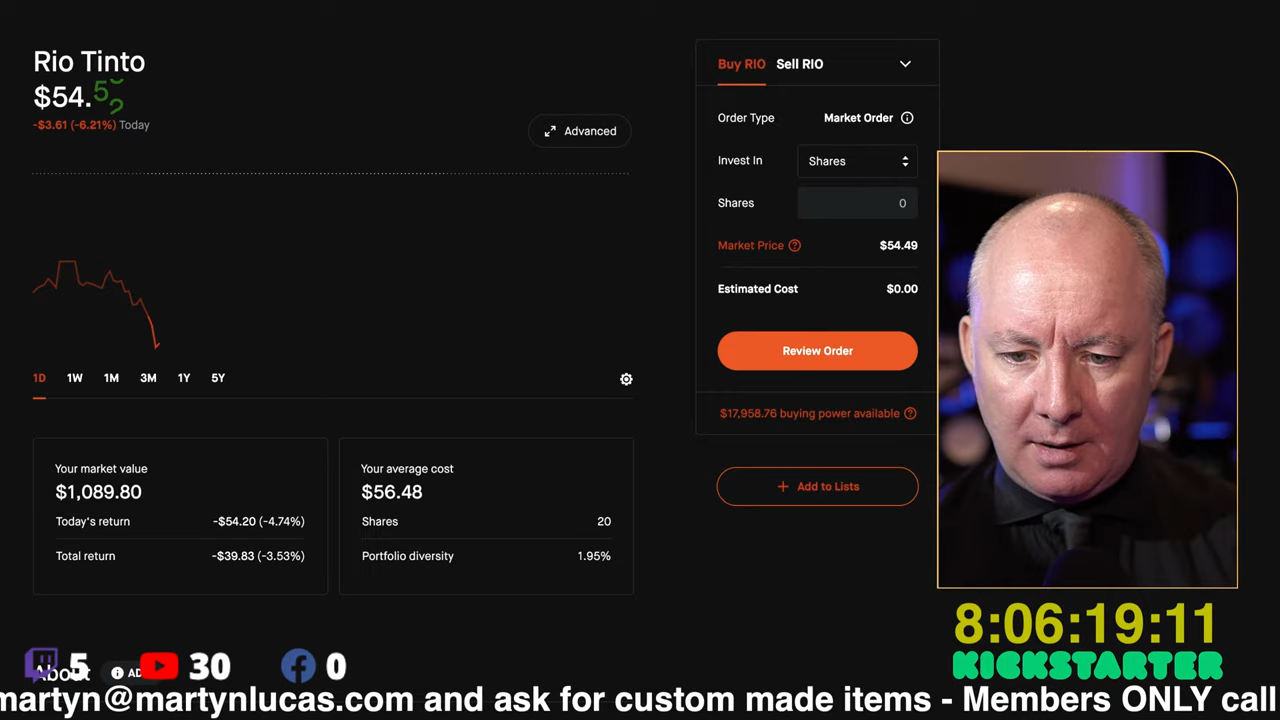 Rio Tinto
$54.
-$3.61 (-6.21%) Today
Advanced
1D 1W 1M 3M 1Y 5Y
Your market value
$1,089.80
Today's return -$54.20 (-4.74%)
Total return -$39.83 (-3.53%)
Your average cost
$56.48
Shares 20
Portfolio diversity 1.95%
Buy RIO Sell RIO
Order Type Market Order
Invest In Shares
Shares 0
Market Price $54.49
Estimated Cost $0.00
Review Order
$17,958.76 buying power available
+ Add to Lists
8:06:19:11
KICKSTARTER
About
5 30 0
martyn@martynlucas.com and ask for custom made items - Members ONLY call